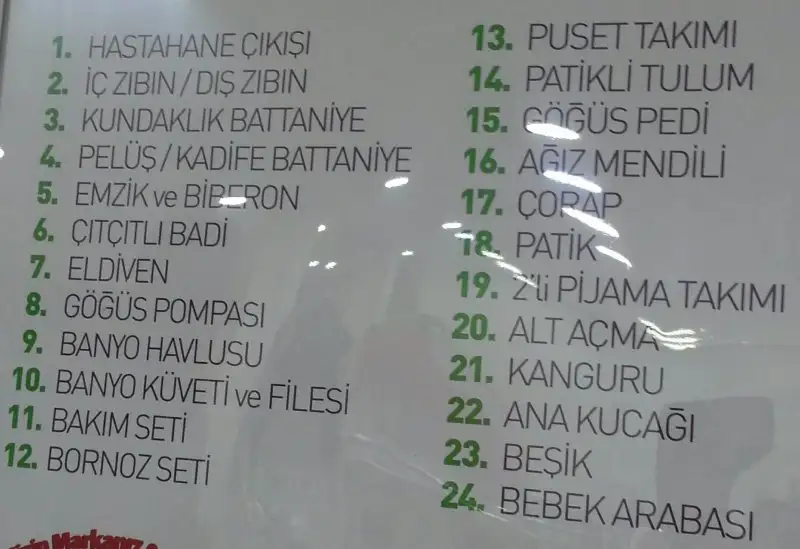 1. HASTAHANE ÇIKIŞI
2. İÇ ZIBIN / DIŞ ZIBIN
3. KUNDAKLIK BATTANİYE
4. PELÜŞ / KADİFE BATTANİYE
5. EMZİK ve BİBERON
6. ÇITÇITLI BADİ
7. ELDİVEN
8. GÖĞÜS POMPASI
9. BANYO HAVLUSU
10. BANYO KÜVETİ ve FİLESİ
11. BAKIM SETİ
12. BORNOZ SETİ
13. PUSET TAKIMI
14. PATİKLİ TULUM
15. GÖĞÜS PEDİ
16. AĞIZ MENDİLİ
17. ÇORAP
18. PATİK
19. 2'li PİJAMA TAKIMI
20. ALT AÇMA
21. KANGURU
22. ANA KUCAĞI
23. BEŞİK
24. BEBEK ARABASI